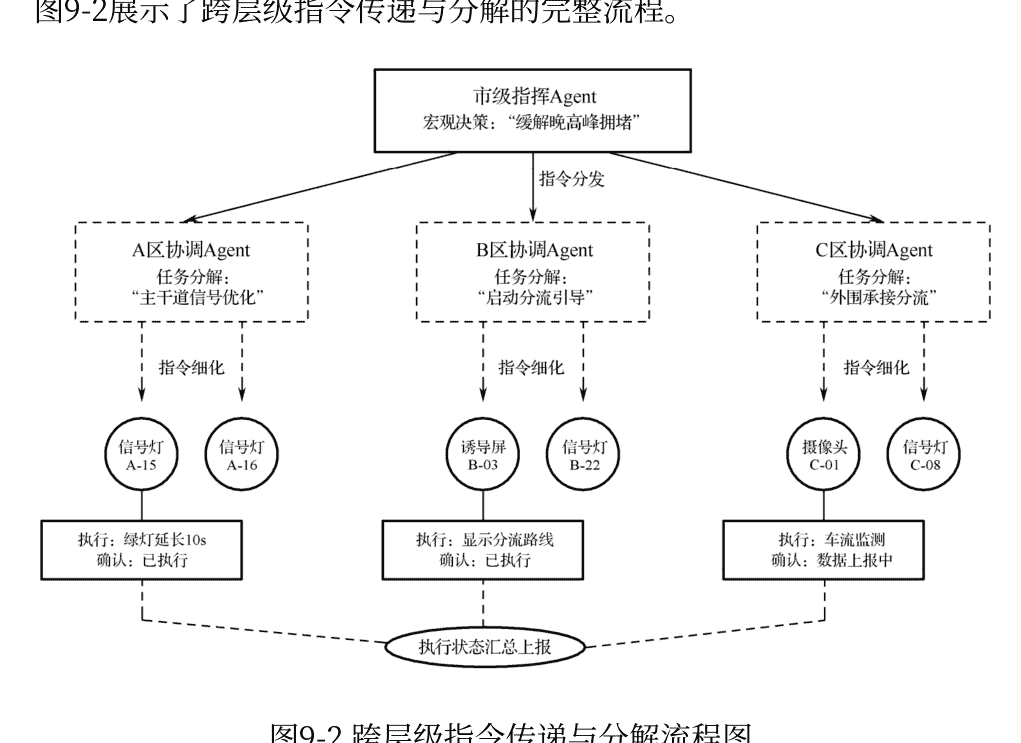 图9-2展示了跨层级指令传递与分解的完整流程。
市级指挥Agent
宏观决策：“缓解晚高峰拥堵”
指令分发
A区协调Agent
任务分解：
“主干道信号优化”
B区协调Agent
任务分解：
“启动分流引导”
C区协调Agent
任务分解：
“外围承接分流”
指令细化
指令细化
指令细化
信号灯
A-15
信号灯
A-16
诱导屏
B-03
信号灯
B-22
摄像头
C-01
信号灯
C-08
执行：绿灯延长10s
确认：已执行
执行：显示分流路线
确认：已执行
执行：车流监测
确认：数据上报中
执行状态汇总上报
图9-2 跨层级指令传递与分解流程图